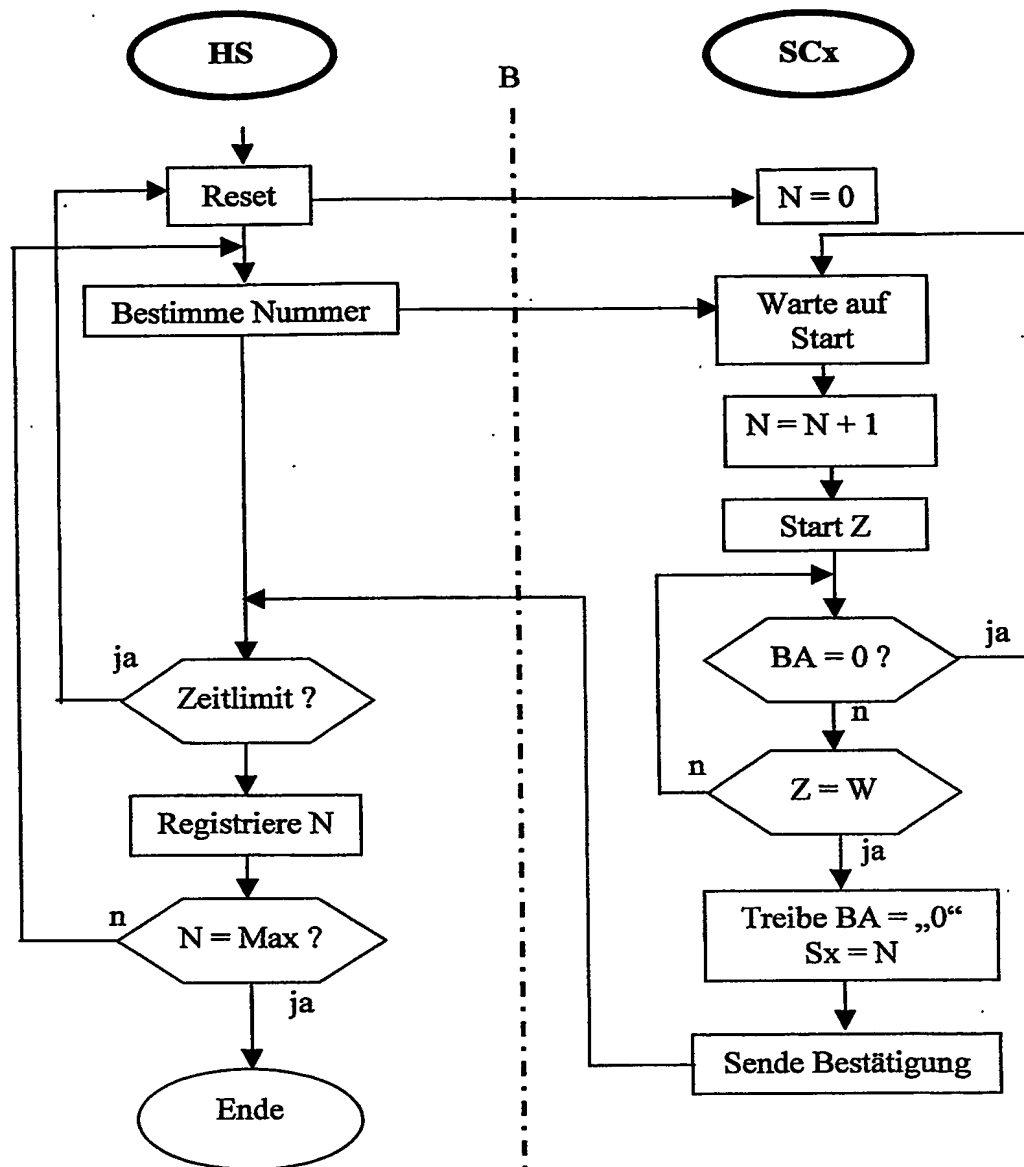 HS
SCx
B
Reset
N = 0
Bestimme Nummer
Warte auf
Start
N = N + 1
Start Z
BA = 0 ?
ja
n
ja
Zeitlimit ?
Z = W
n
ja
Registriere N
Treibe BA = „0“
Sx = N
n
N = Max ?
ja
Sende Bestätigung
Ende